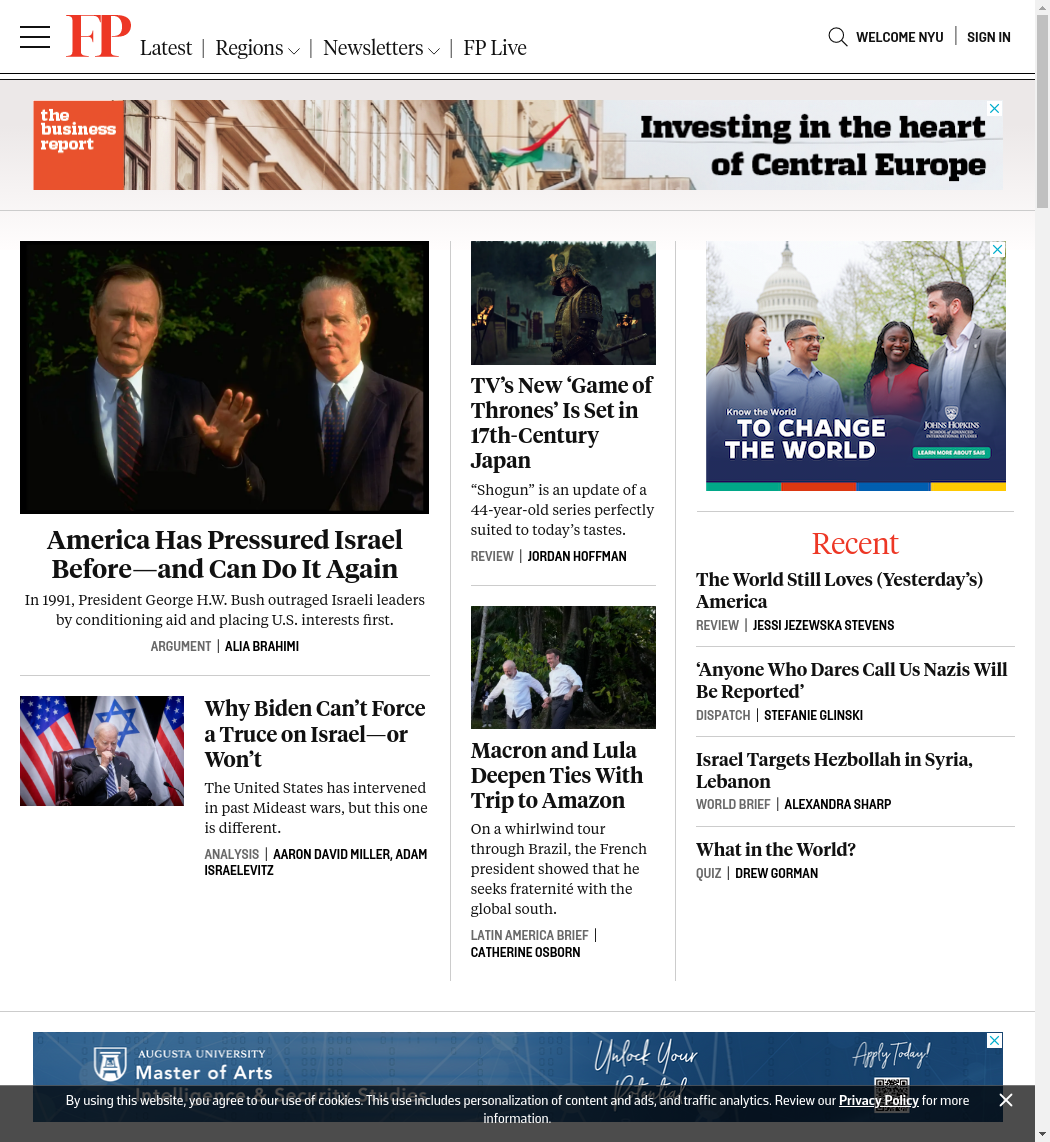 FP
Latest | Regions | Newsletters | FP Live
WELCOME NYU | SIGN IN
the
business
report
Investing in the heart
of Central Europe
America Has Pressured Israel
Before—and Can Do It Again
In 1991, President George H.W. Bush outraged Israeli leaders
by conditioning aid and placing U.S. interests first.
ARGUMENT | ALIA BRAHIMI
Why Biden Can’t Force
a Truce on Israel—or
Won’t
The United States has intervened
in past Mideast wars, but this one
is different.
ANALYSIS | AARON DAVID MILLER, ADAM
ISRAELEVITZ
TV’s New ‘Game of
Thrones’ Is Set in
17th-Century
Japan
“Shogun” is an update of a
44-year-old series perfectly
suited to today’s tastes.
REVIEW | JORDAN HOFFMAN
Macron and Lula
Deepen Ties With
Trip to Amazon
On a whirlwind tour
through Brazil, the French
president showed that he
seeks fraternité with the
global south.
LATIN AMERICA BRIEF |
CATHERINE OSBORN
Know the World
TO CHANGE
THE WORLD
JOHNS HOPKINS
SCHOOL of ADVANCED
INTERNATIONAL STUDIES
LEARN MORE ABOUT SAIS
Recent
The World Still Loves (Yesterday’s)
America
REVIEW | JESSI JEZEWSKA STEVENS
‘Anyone Who Dares Call Us Nazis Will
Be Reported’
DISPATCH | STEFANIE GLINSKI
Israel Targets Hezbollah in Syria,
Lebanon
WORLD BRIEF | ALEXANDRA SHARP
What in the World?
QUIZ | DREW GORMAN
AUGUSTA UNIVERSITY
Master of Arts
Intelligence & Security Studies
Unlock Your
Potential
Apply Today!
By using this website, you agree to our use of cookies. This use includes personalization of content and ads, and traffic analytics. Review our Privacy Policy for more
information.